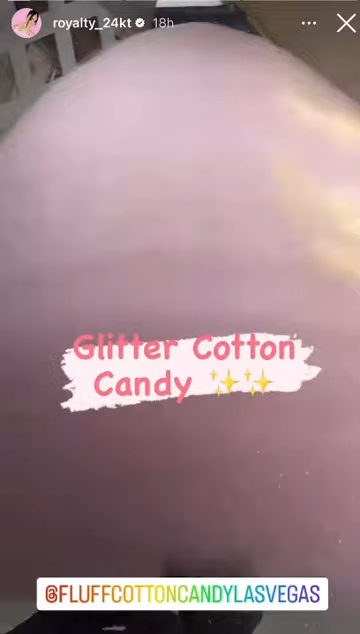 royalty_24kt 18h
Glitter Cotton
Candy ✨✨
@FLUFFCOTTONCANDYLASVEGAS